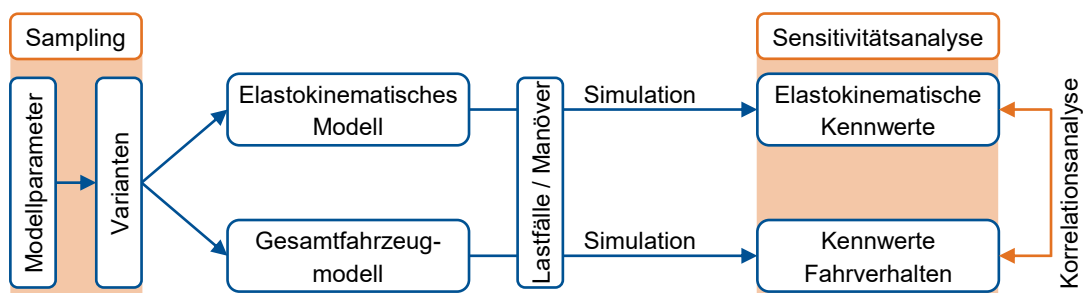 Sampling
Sensitivitätsanalyse
Modellparameter
Varianten
Elastokinematisches
Modell
Gesamtfahrzeug-
modell
Lastfälle / Manöver
Simulation
Simulation
Elastokinematische
Kennwerte
Kennwerte
Fahrverhalten
Korrelationsanalyse